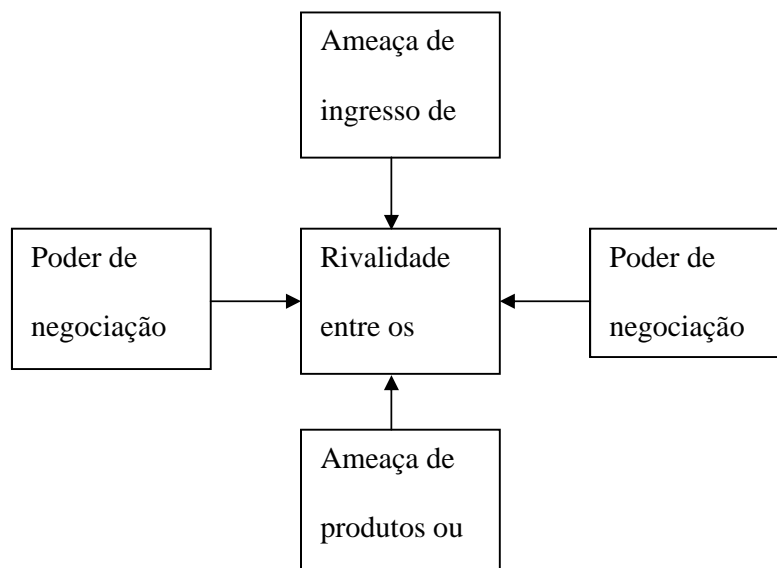 Ameaça de
ingresso de
Poder de
negociação
Rivalidade
entre os
Poder de
negociação
Ameaça de
produtos ou